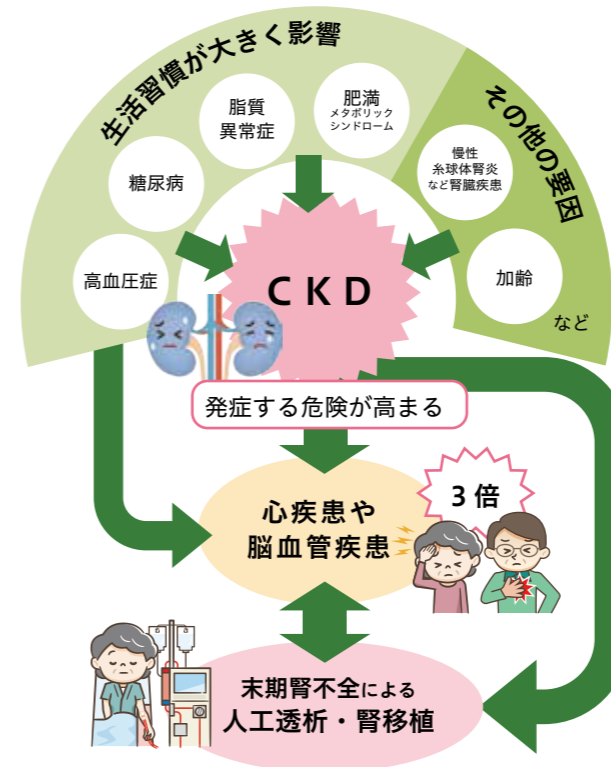 生活習慣が大きく影響
その他の要因
脂質
異常症
肥満
メタボリック
シンドローム
糖尿病
高血圧症
慢性
糸球体腎炎
など腎臓疾患
加齢
など
CKD
発症する危険が高まる
心疾患や
脳血管疾患
3倍
末期腎不全による
人工透析・腎移植